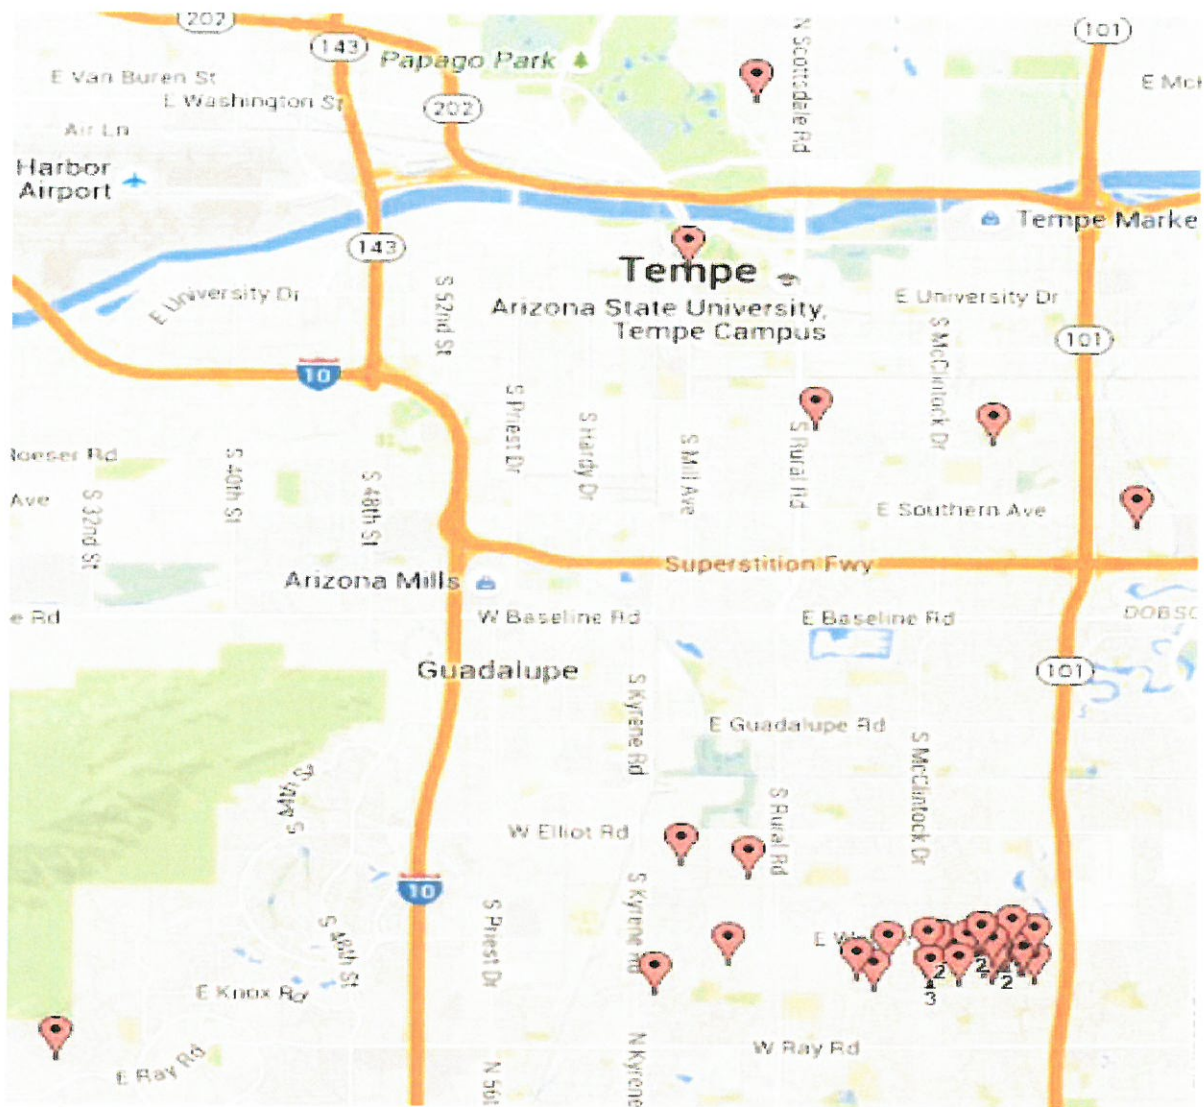 202
101
143
Papago Park
N Scottsdale Rd
E Van Buren St
E Washington St
202
Air Ln
Harbor
Airport
Tempe Marke
143
Tempe
E University Dr
Arizona State University,
Tempe Campus
E University Dr
S 52nd St
S McClintock Dr
101
10
S Priest Dr
S Hardy Dr
S Mill Ave
S Rural Rd
S 40th St
S 48th St
S 32nd St
Ave
E Southern Ave
Superstition Fwy
Arizona Mills
e Rd
W Baseline Rd
E Baseline Rd
DOBSO
Guadalupe
101
S Kyrene Rd
E Guadalupe Rd
S McClintock Dr
W Elliot Rd
S Rural Rd
10
S Priest Dr
S Kyrene Rd
S 48th St
E Knox Rd
2
2
2
3
E Ray Rd
W Ray Rd
N Kyrene
N 56t